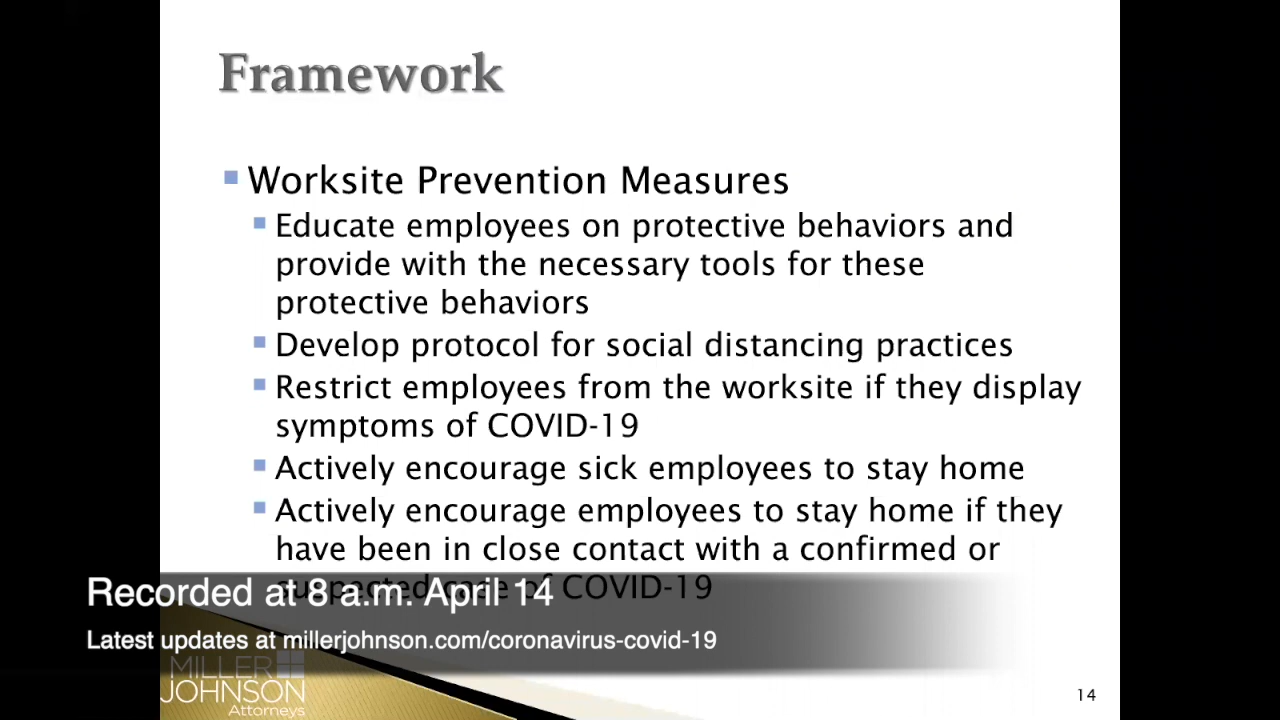 Framework
Worksite Prevention Measures
Educate employees on protective behaviors and
provide with the necessary tools for these
protective behaviors
Develop protocol for social distancing practices
Restrict employees from the worksite if they display
symptoms of COVID-19
Actively encourage sick employees to stay home
Actively encourage employees to stay home if they
have been in close contact with a confirmed or
suspected case of COVID-19
Recorded at 8 a.m. April 14
Latest updates at millerjohnson.com/coronavirus-covid-19
MILLER
JOHNSON
Attorneys
14